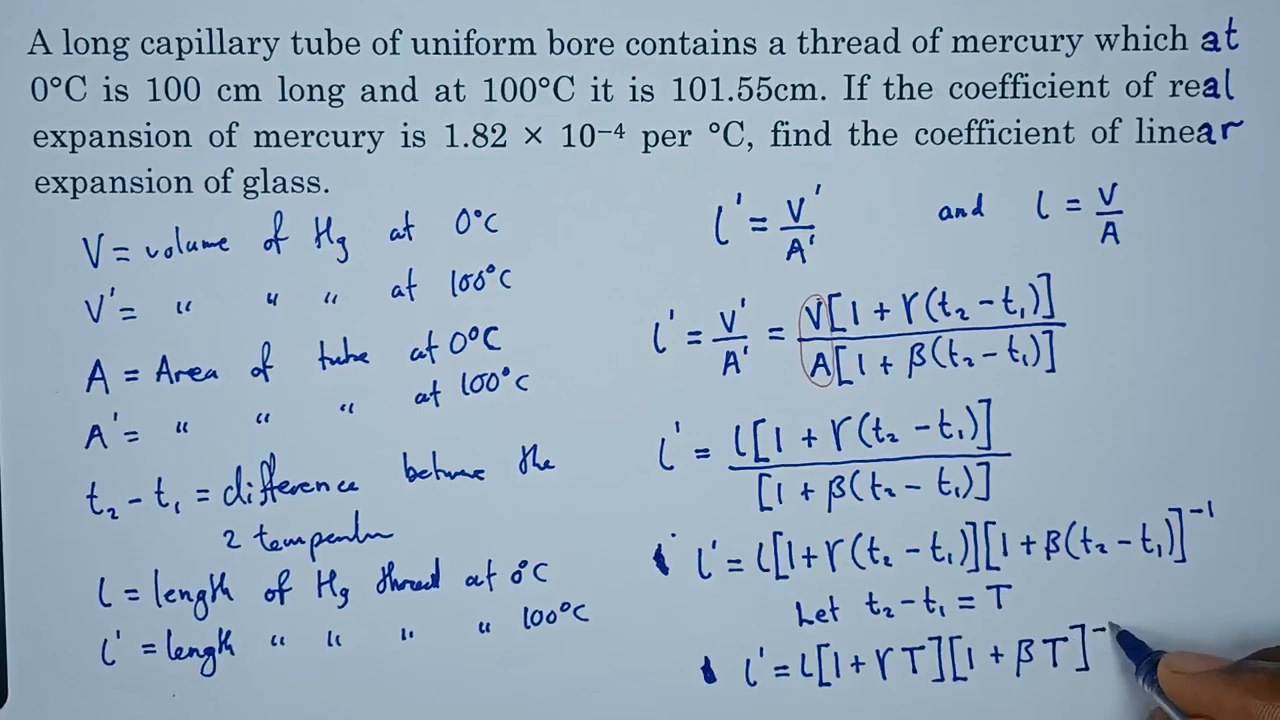 A long capillary tube of uniform bore contains a thread of mercury which at
0°C is 100 cm long and at 100°C it is 101.55cm. If the coefficient of real
expansion of mercury is 1.82 × 10⁻⁴ per °C, find the coefficient of linear
expansion of glass.
V = volume of Hg at 0°C
V' = " " " at 100°C
A = Area of tube at 0°C
A' = " " " at 100°C
t₂ - t₁ = difference between the
2 temperatu
l = length of Hg thread at 0°C
l' = length " " " " 100°C
l' = V'/A' and l = V/A
l' = V'/A' = V[1 + γ(t₂ - t₁)]/A[1 + β(t₂ - t₁)]
l' = l[1 + γ(t₂ - t₁)]/[1 + β(t₂ - t₁)]
l' = l[1+γ(t₂ - t₁)][1+β(t₂ - t₁)]⁻¹
Let t₂ - t₁ = T
l' = l[1+γT][1+βT]⁻